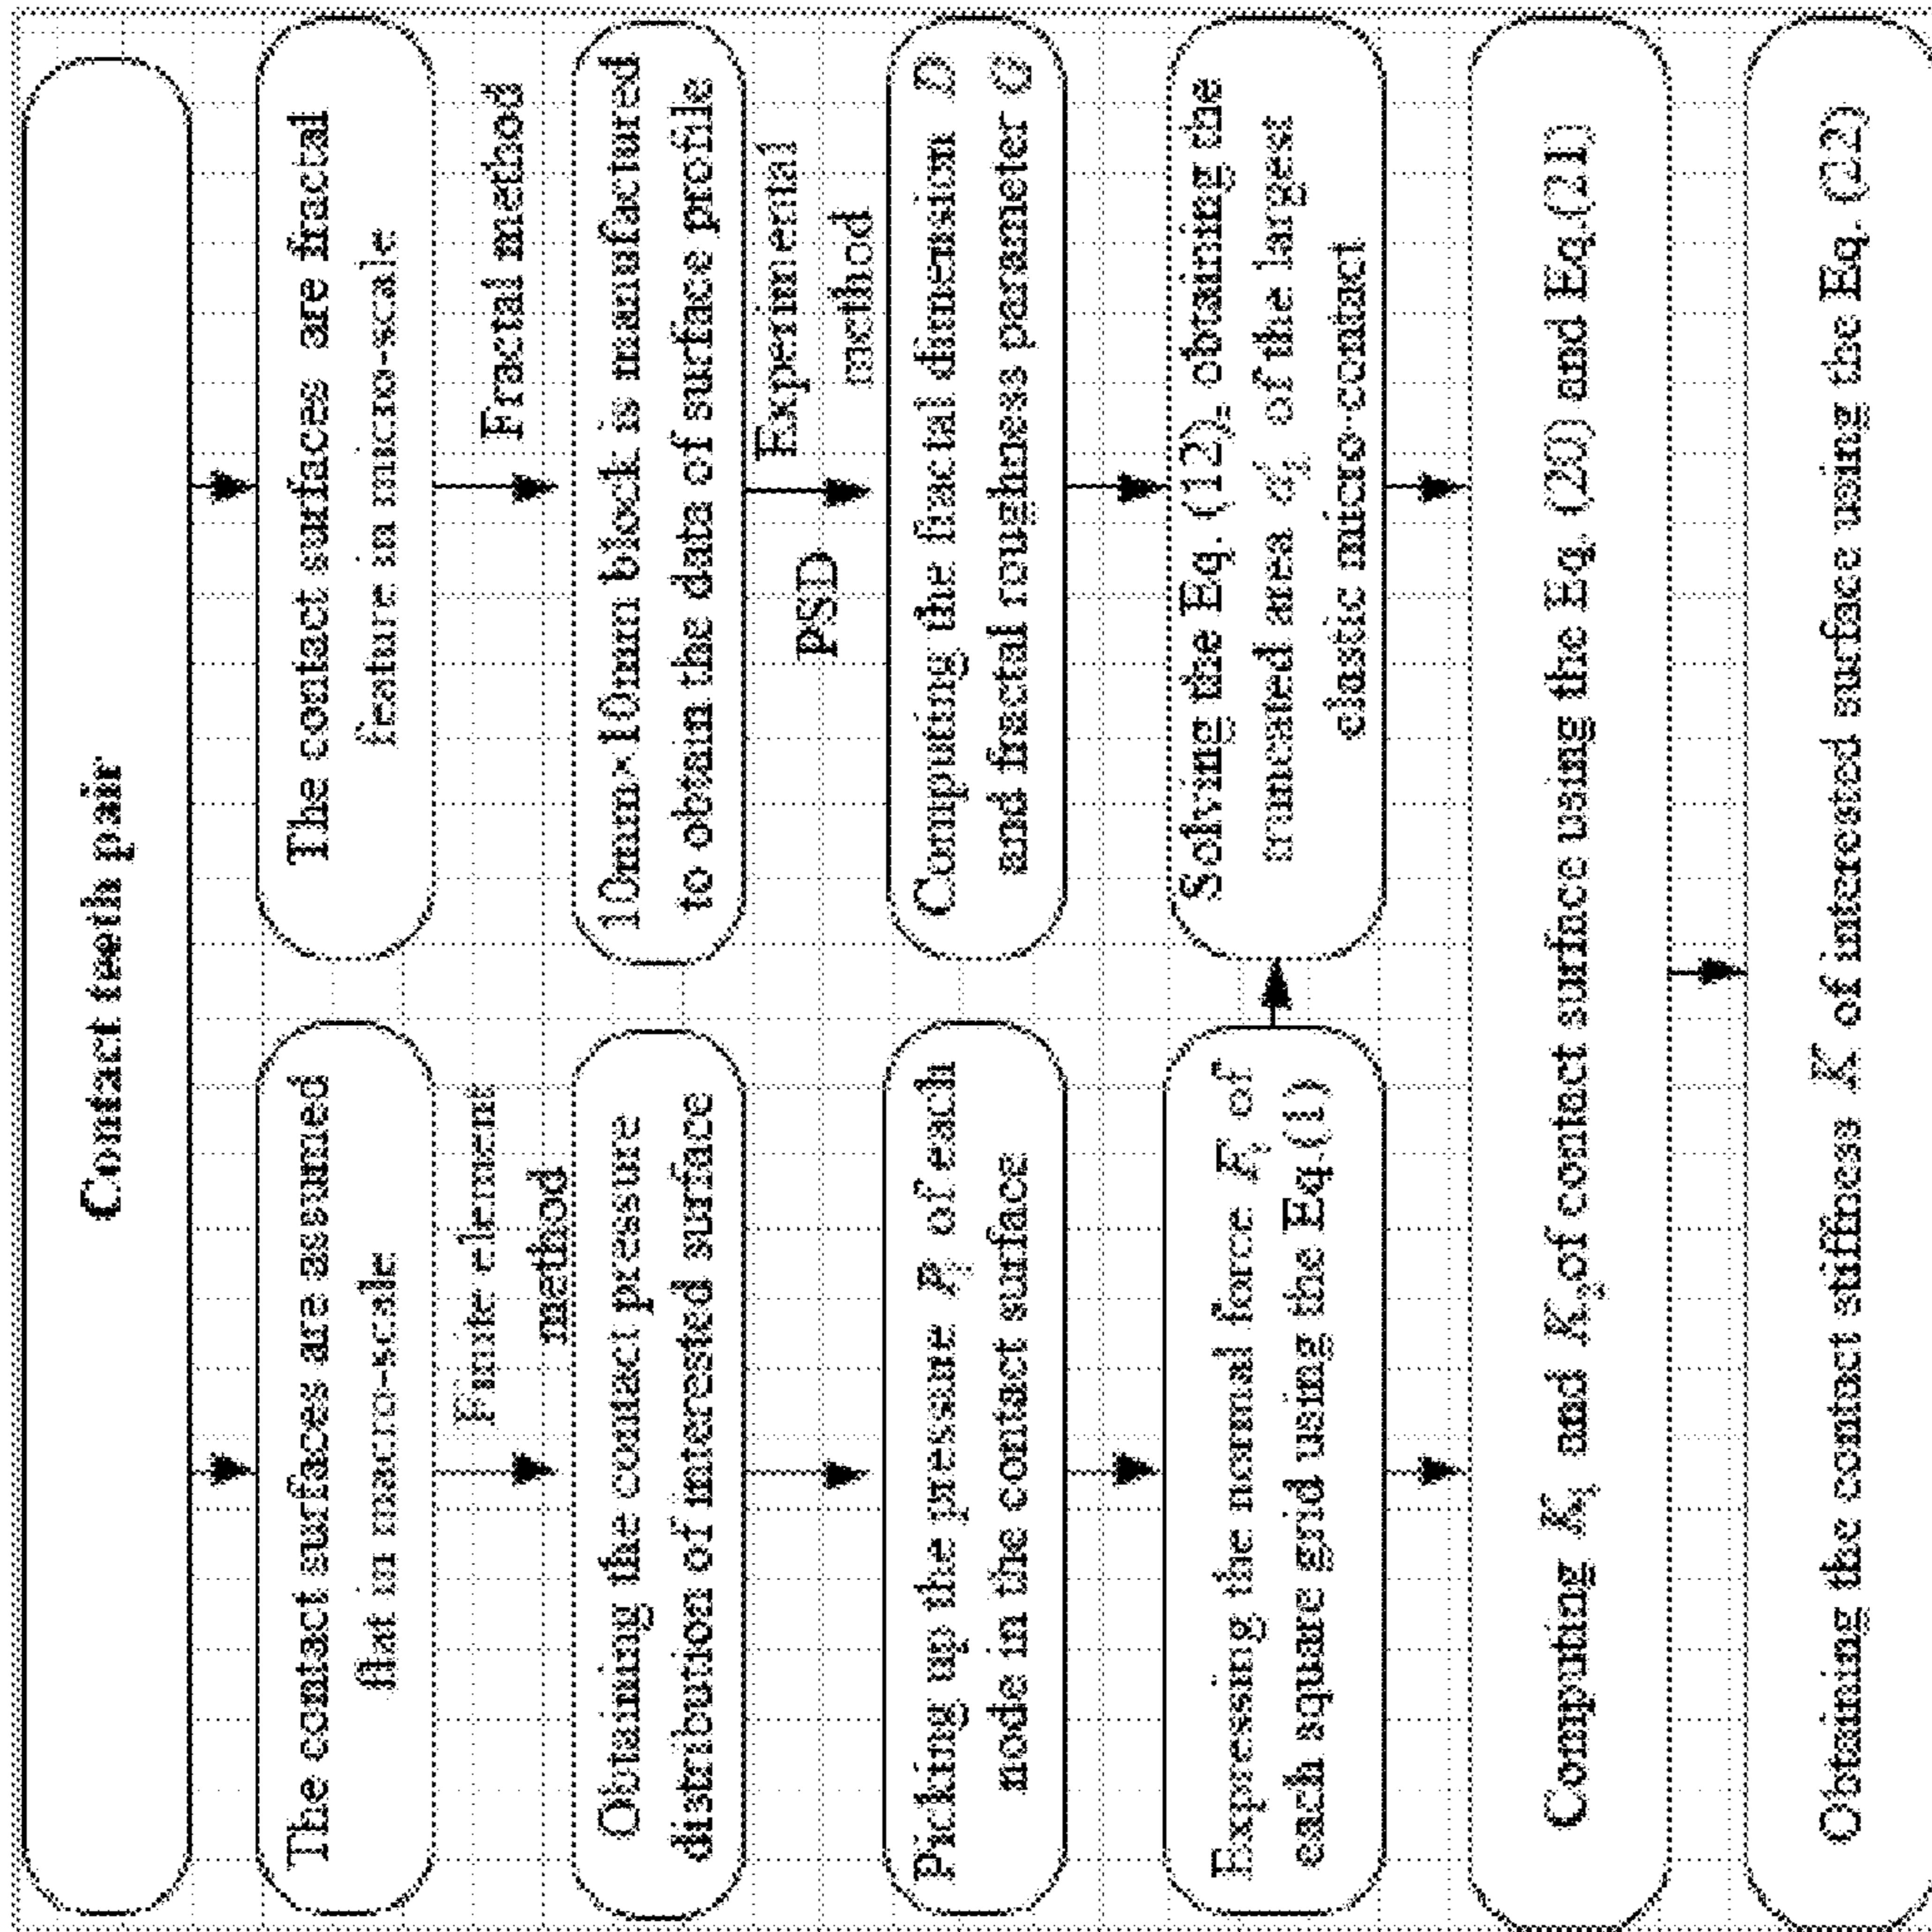 Contact teeth pair
The contact surfaces are assumed
flat in macro-scale
Finite element
method
Obtaining the contact pressure
distribution of interested surface
Picking up the pressure P_i of each
node in the contact surface
Expressing the normal force F_i of
each square grid using the Eq.(1)
The contact surfaces are fractal
feature in micro-scale
Fractal method
10mm×10mm block is manufactured
to obtain the data of surface profile
PSD
Experimental
method
Computing the fractal dimension D
and fractal roughness parameter G
Solving the Eq. (12), obtaining the
truncated area of the largest
elastic micro-contact
Computing K_1 and K_2 of contact surface using the Eq. (20) and Eq.(21)
Obtaining the contact stiffness K of interested surface using the Eq. (22)